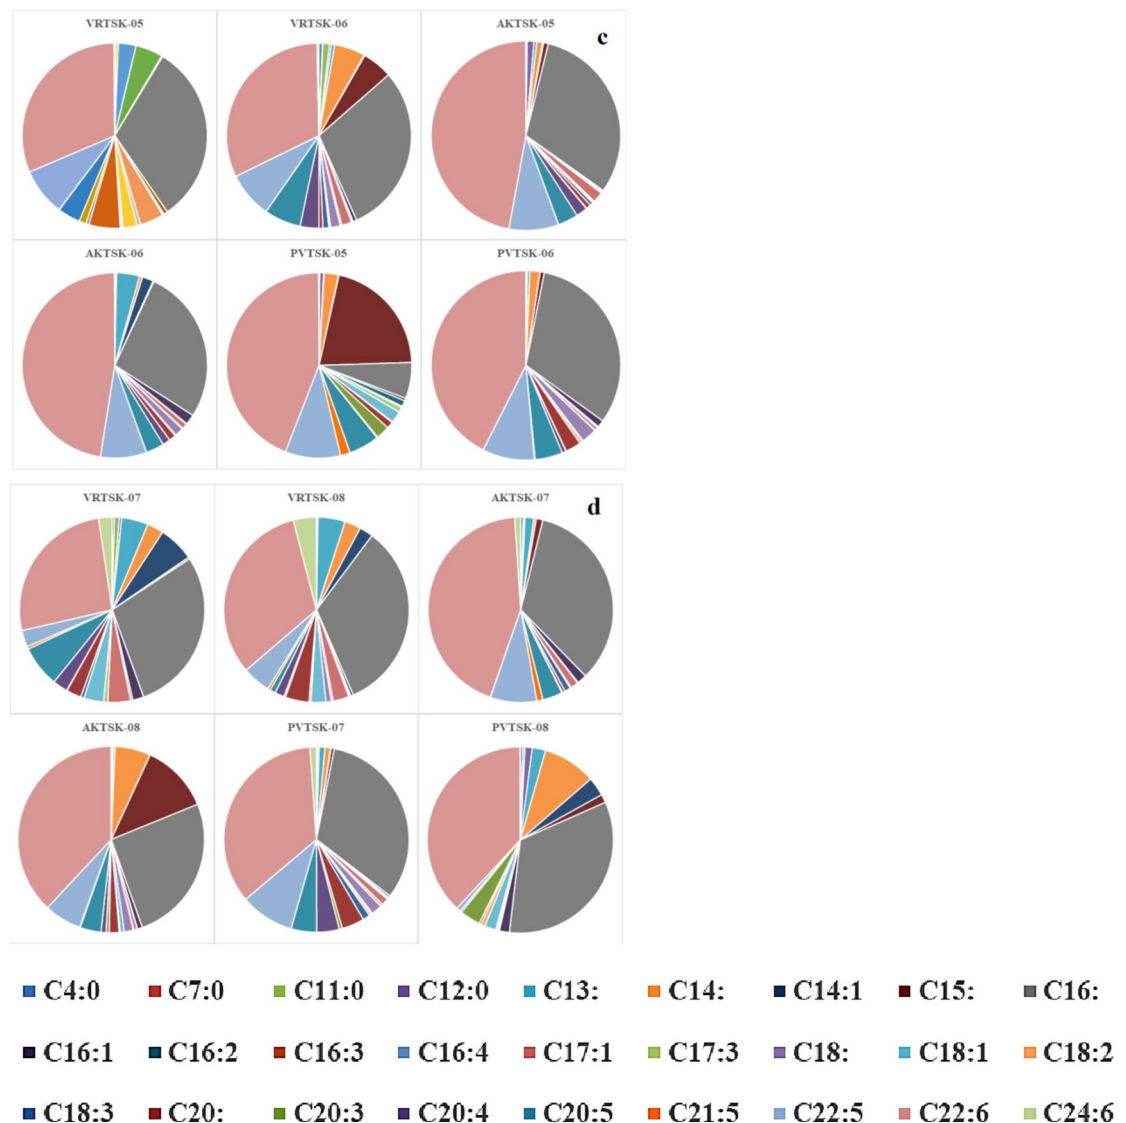 VRTSK-05 VRTSK-06 AKTSK-05 c
AKTSK-06 PVTSK-05 PVTSK-06
VRTSK-07 VRTSK-08 AKTSK-07 d
AKTSK-08 PVTSK-07 PVTSK-08
C4:0 C7:0 C11:0 C12:0 C13: C14: C14:1 C15: C16:
C16:1 C16:2 C16:3 C16:4 C17:1 C17:3 C18: C18:1 C18:2
C18:3 C20: C20:3 C20:4 C20:5 C21:5 C22:5 C22:6 C24:6